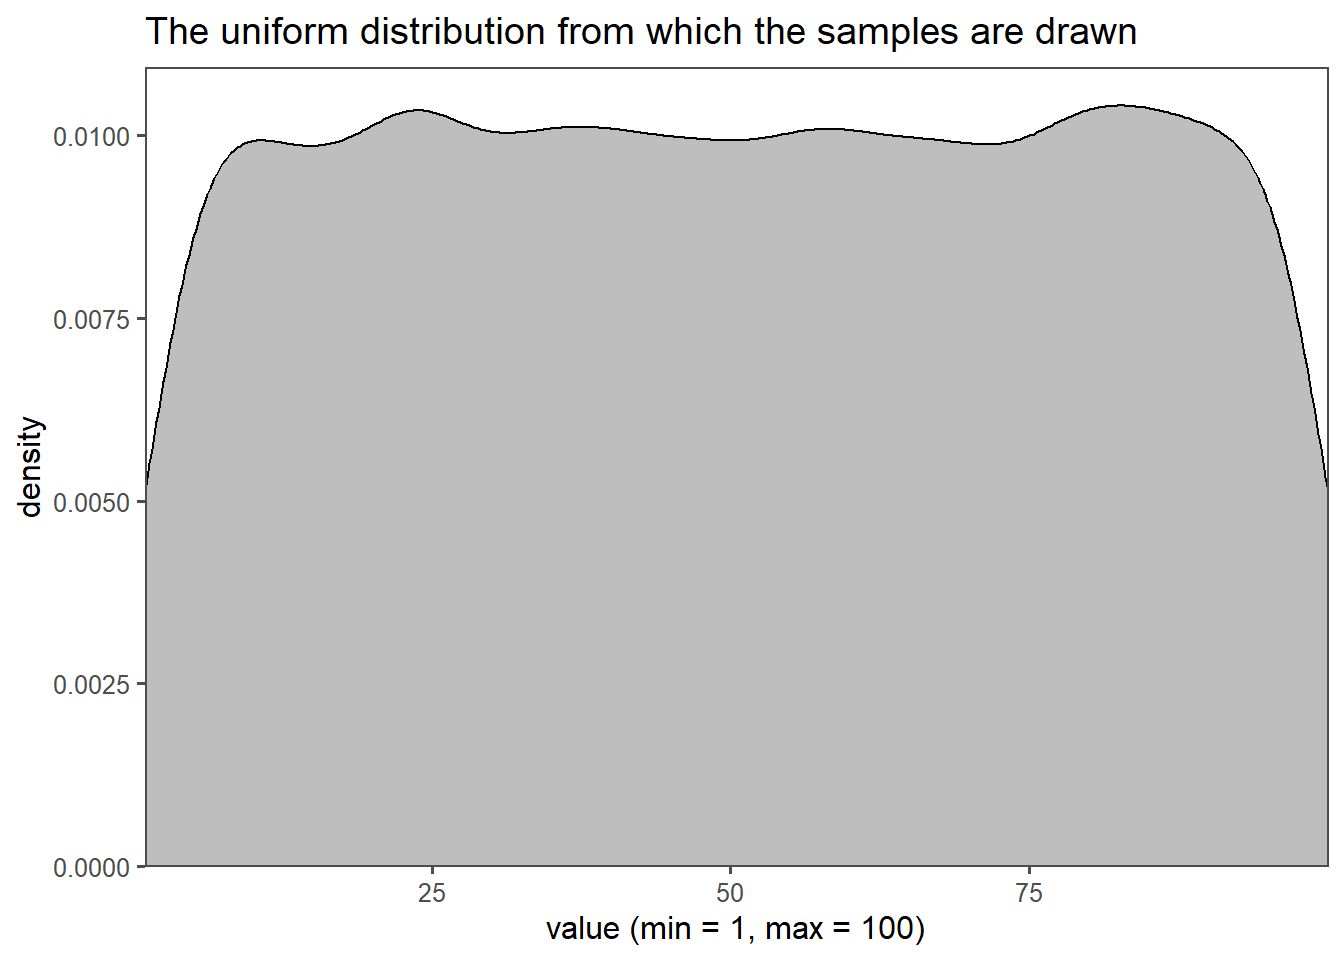 The uniform distribution from which the samples are drawn
0.0100
0.0075
0.0050
0.0025
0.0000
density
25 50 75
value (min = 1, max = 100)